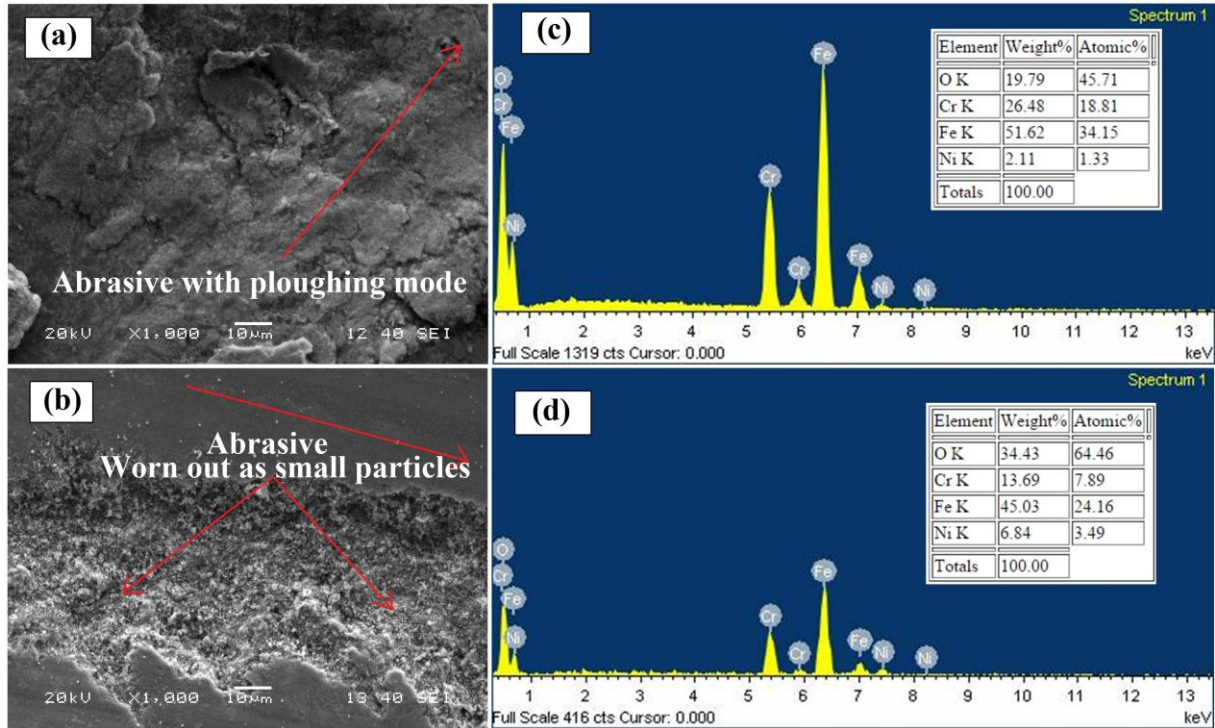 (a)
Abrasive with ploughing mode
20kV X1,000 10μm 12 40 SEI
(b)
Abrasive
Worn out as small particles
20kV X1,000 10μm 13 40 SEI
(c)
Spectrum 1
Element Weight% Atomic%
O K 19.79 45.71
Cr K 26.48 18.81
Fe K 51.62 34.15
Ni K 2.11 1.33
Totals 100.00
O
Cr
Fe
Ni
Cr
Cr
Fe
Fe
Ni
Ni
1 2 3 4 5 6 7 8 9 10 11 12 13
Full Scale 1319 cts Cursor: 0.000 keV
(d)
Spectrum 1
Element Weight% Atomic%
O K 34.43 64.46
Cr K 13.69 7.89
Fe K 45.03 24.16
Ni K 6.84 3.49
Totals 100.00
O
Cr
Fe
Ni
Cr
Cr
Fe
Fe
Ni
Ni
1 2 3 4 5 6 7 8 9 10 11 12 13
Full Scale 416 cts Cursor: 0.000 keV